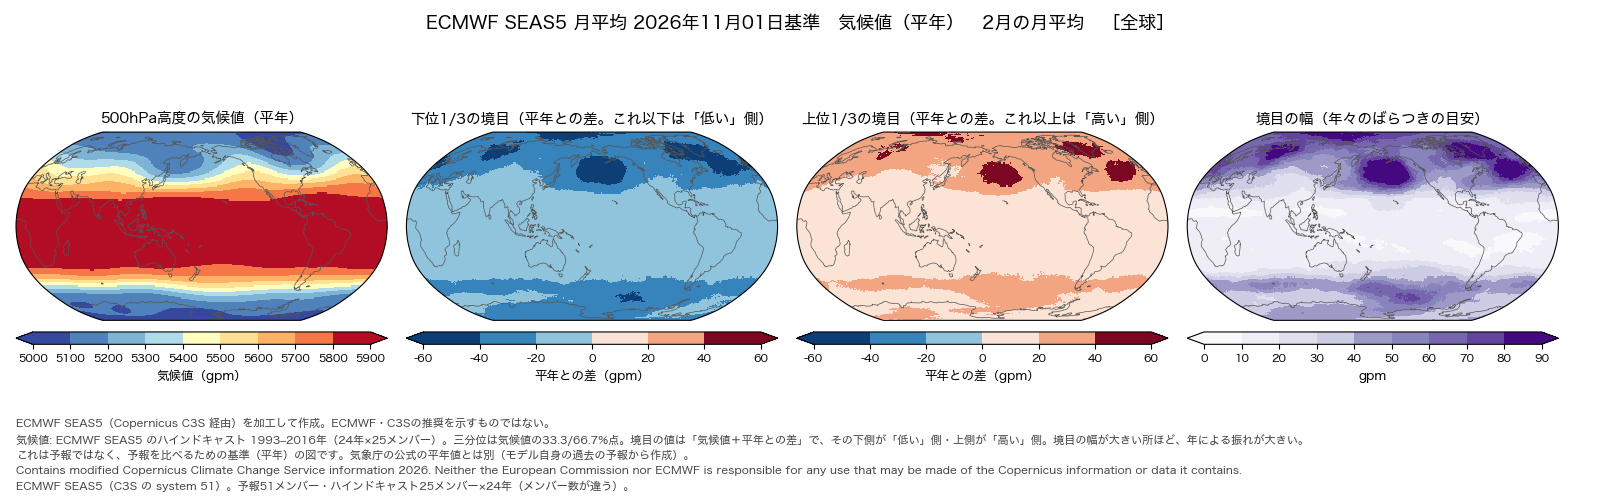 ECMWF SEAS5 月平均 2026年11月01日基準　気候値（平年）　2月の月平均　［全球］
500hPa高度の気候値（平年）
下位1/3の境目（平年との差。これ以下は「低い」側）
上位1/3の境目（平年との差。これ以上は「高い」側）
境目の幅（年々のばらつきの目安）
5000 5100 5200 5300 5400 5500 5600 5700 5800 5900
気候値（gpm）
-60 -40 -20 0 20 40 60
平年との差（gpm）
-60 -40 -20 0 20 40 60
平年との差（gpm）
0 10 20 30 40 50 60 70 80 90
gpm
ECMWF SEAS5（Copernicus C3S 経由）を加工して作成。ECMWF・C3Sの推奨を示すものではない。
気候値: ECMWF SEAS5 のハインドキャスト 1993–2016年（24年×25メンバー）。三分位は気候値の33.3/66.7%点。境目の値は「気候値＋平年との差」で、その下側が「低い」側・上側が「高い」側。境目の幅が大きい所ほど、年による振れが大きい。
これは予報ではなく、予報を比べるための基準（平年）の図です。気象庁の公式の平年値とは別（モデル自身の過去の予報から作成）。
Contains modified Copernicus Climate Change Service information 2026. Neither the European Commission nor ECMWF is responsible for any use that may be made of the Copernicus information or data it contains.
ECMWF SEAS5（C3S の system 51）。予報51メンバー・ハインドキャスト25メンバー×24年（メンバー数が違う）。